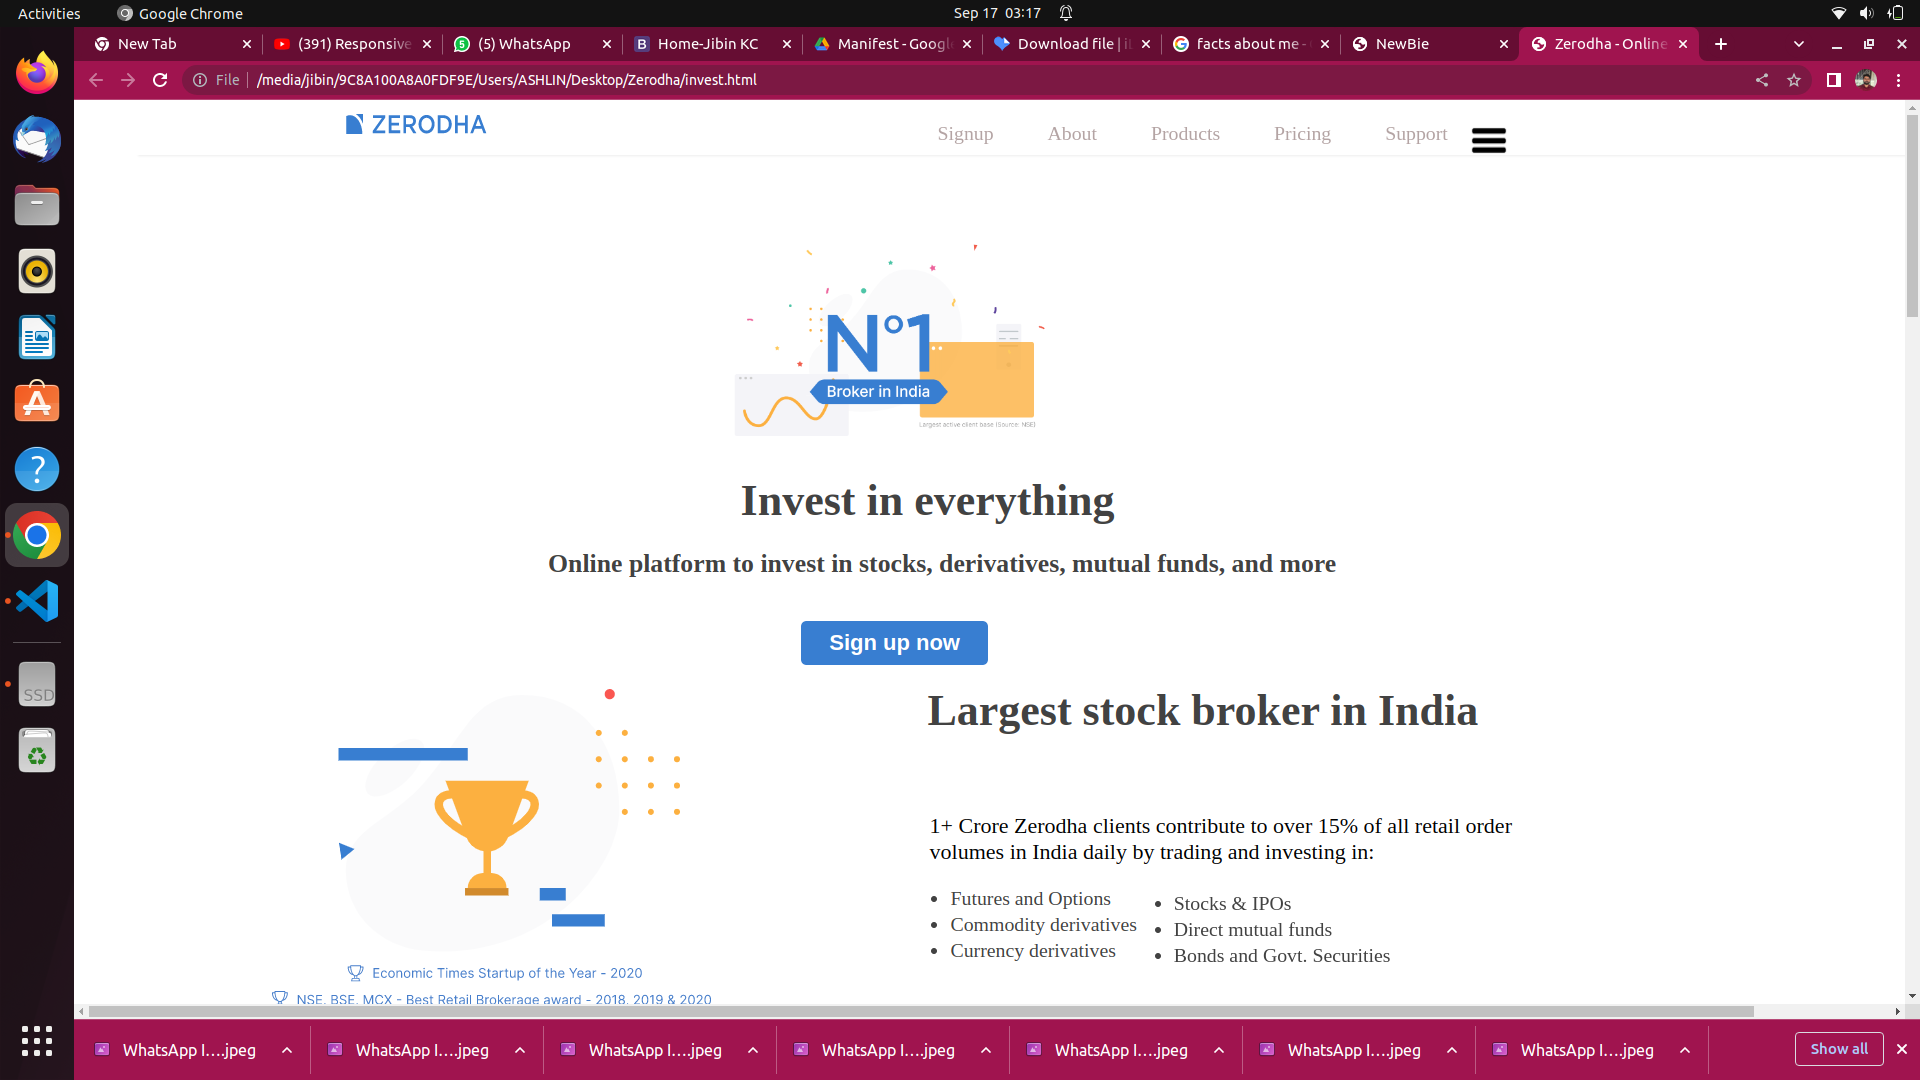 Activities
Google Chrome
Sep 17 03:17
New Tab
(391) Responsive
(5) WhatsApp
Home-Jibin KC
Manifest - Google
Download file | iL
facts about me -
NewBie
Zerodha - Online
File
/media/jibin/9C8A100A8A0FDF9E/Users/ASHLIN/Desktop/Zerodha/invest.html
ZERODHA
Signup
About
Products
Pricing
Support
N°1
Broker in India
Largest active client base (Source: NSE)
Invest in everything
Online platform to invest in stocks, derivatives, mutual funds, and more
Sign up now
Largest stock broker in India
1+ Crore Zerodha clients contribute to over 15% of all retail order
volumes in India daily by trading and investing in:
• Futures and Options
• Commodity derivatives
• Currency derivatives
• Stocks & IPOs
• Direct mutual funds
• Bonds and Govt. Securities
Economic Times Startup of the Year - 2020
NSE, BSE, MCX - Best Retail Brokerage award - 2018, 2019 & 2020
SSD
WhatsApp I....jpeg
WhatsApp I....jpeg
WhatsApp I....jpeg
WhatsApp I....jpeg
WhatsApp I....jpeg
WhatsApp I....jpeg
WhatsApp I....jpeg
Show all